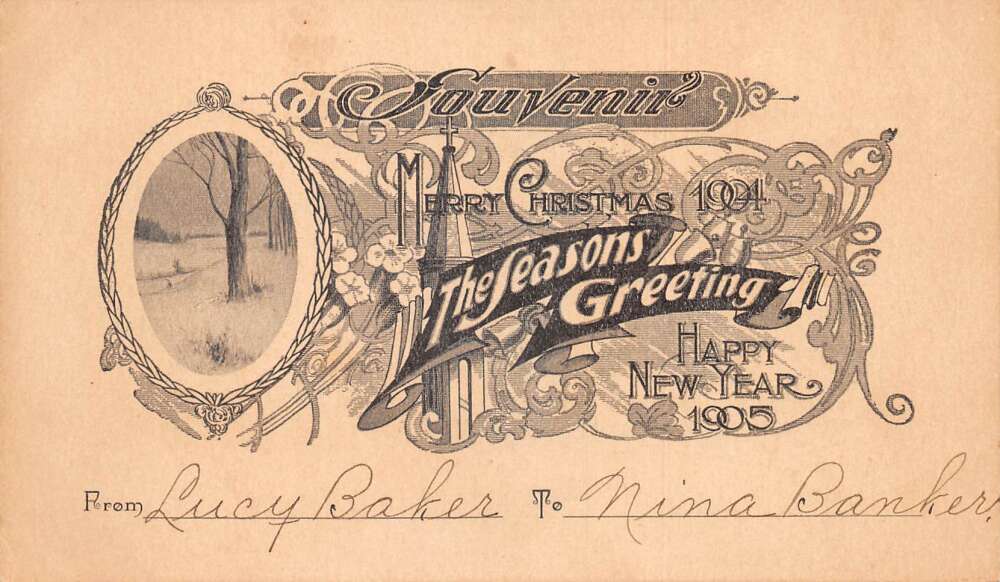 Souvenir
Merry Christmas 1904
The Seasons
Greeting
Happy
New Year
1905
From Lucy Baker To Nina Banker.